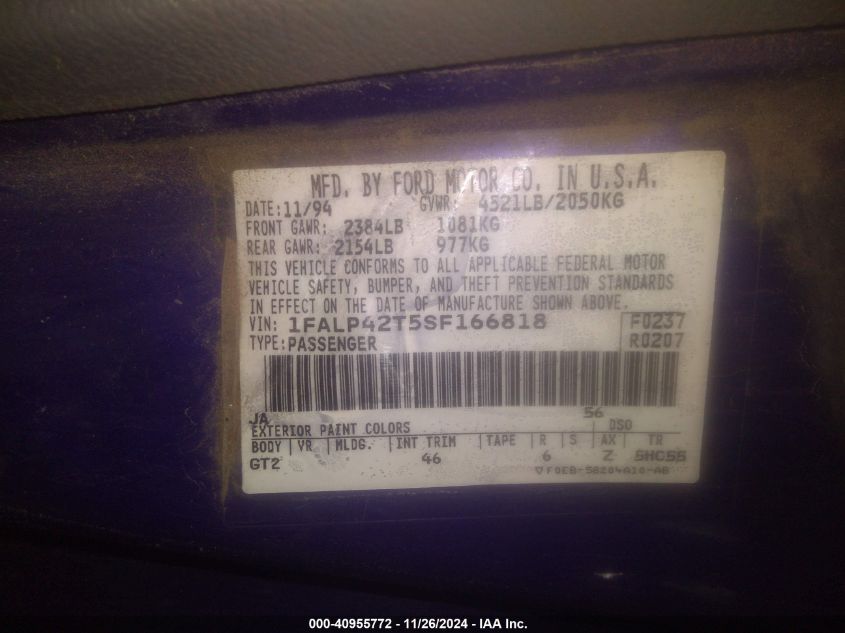 MFD. BY FORD MOTOR CO. IN U.S.A.
DATE:11/94 GVWR: 4521LB/2050KG
FRONT GAWR: 2384LB 1081KG
REAR GAWR: 2154LB 977KG
THIS VEHICLE CONFORMS TO ALL APPLICABLE FEDERAL MOTOR
VEHICLE SAFETY, BUMPER, AND THEFT PREVENTION STANDARDS
IN EFFECT ON THE DATE OF MANUFACTURE SHOWN ABOVE.
VIN: 1FALP42T5SF166818 F0237
TYPE:PASSENGER R0207
JA 56
EXTERIOR PAINT COLORS DSO
BODY VR MLDG. INT TRIM TAPE R S AX TR
GT2 46 6 Z 5HC55
F0EB-58204A10-AB
000-40955772 - 11/26/2024 - IAA Inc.